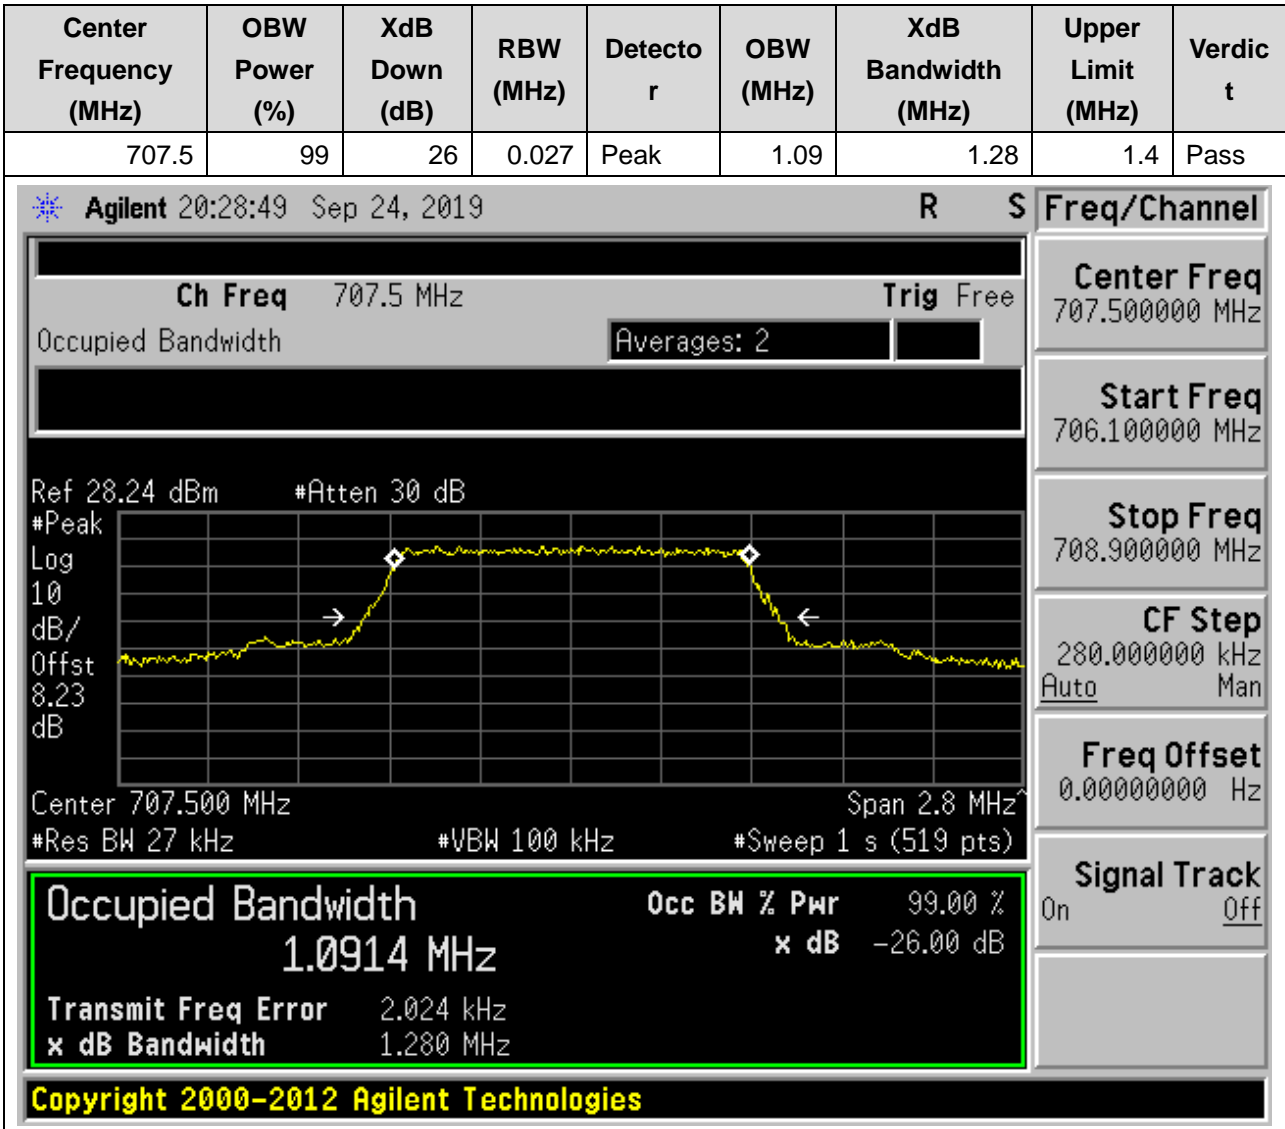 Center Frequency (MHz) OBW Power (%) XdB Down (dB) RBW (MHz) Detecto r OBW (MHz) XdB Bandwidth (MHz) Upper Limit (MHz) Verdic t
707.5 99 26 0.027 Peak 1.09 1.28 1.4 Pass
Agilent 20:28:49 Sep 24, 2019 R S
Ch Freq 707.5 MHz Trig Free
Occupied Bandwidth Averages: 2
Ref 28.24 dBm #Atten 30 dB
#Peak
Log
10
dB/
Offst
8.23
dB
Center 707.500 MHz Span 2.8 MHz^
#Res BW 27 kHz #VBW 100 kHz #Sweep 1 s (519 pts)
Occupied Bandwidth Occ BW % Pwr 99.00 %
1.0914 MHz x dB -26.00 dB
Transmit Freq Error 2.024 kHz
x dB Bandwidth 1.280 MHz
Copyright 2000-2012 Agilent Technologies
Freq/Channel
Center Freq
707.500000 MHz
Start Freq
706.100000 MHz
Stop Freq
708.900000 MHz
CF Step
280.000000 kHz
Auto Man
Freq Offset
0.00000000 Hz
Signal Track
On Off